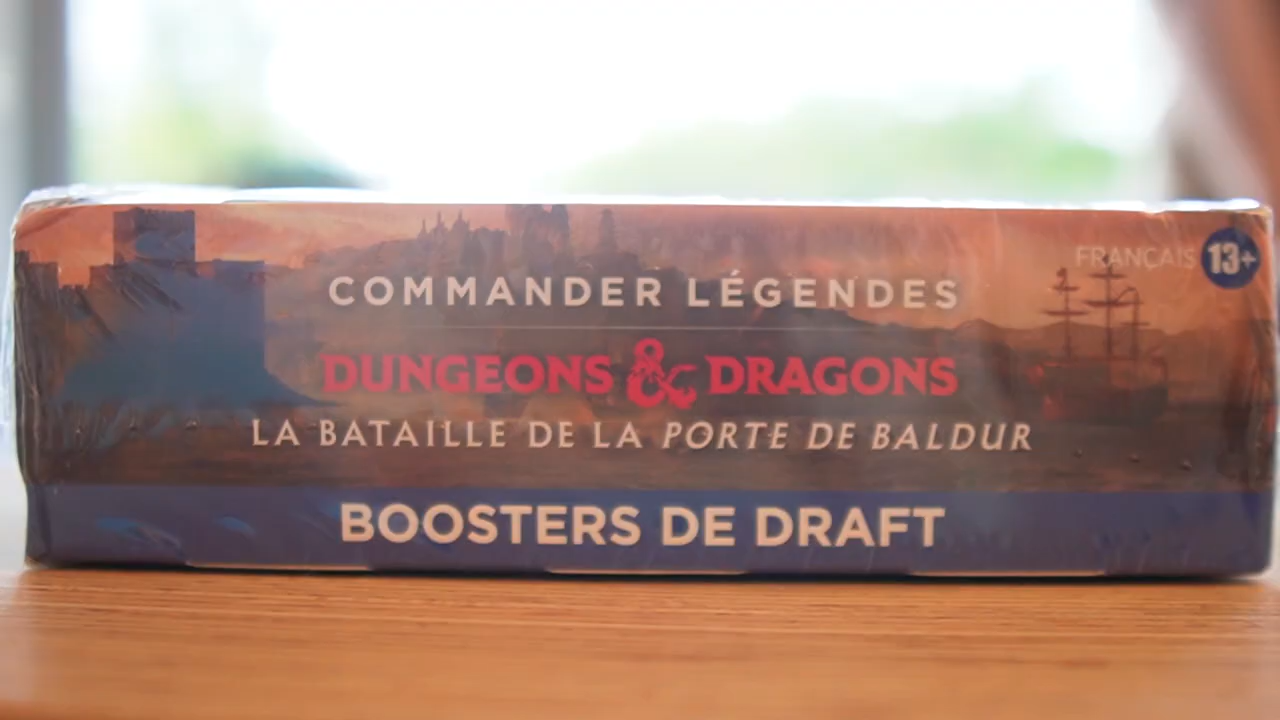 FRANÇAIS 13+
COMMANDER LÉGENDES
DUNGEONS & DRAGONS
LA BATAILLE DE LA PORTE DE BALDUR
BOOSTERS DE DRAFT